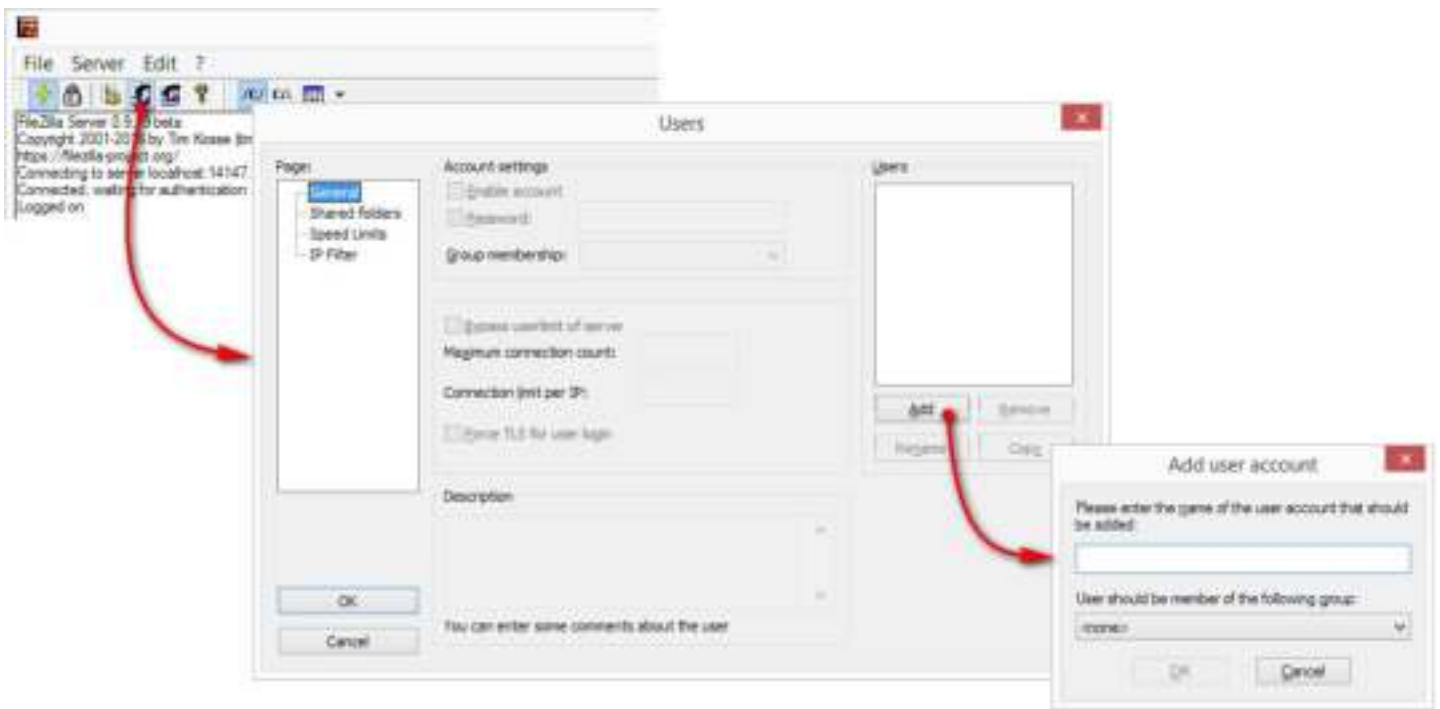 File Server Edit ?
FileZilla Server 0.9. beta
Copyright 2001-20 by Tim Kosse
https://filezilla-project.org/
Connecting to server localhost:14147
Connected, waiting for authentication
Logged on
Users
Page:
General
Shared folders
Speed Limits
IP Filter
OK
Cancel
Account settings
Enable account
Password:
Group membership:
Bypass userlimit of server
Maximum connection count:
Connection limit per IP:
Force TLS for user login
Description
You can enter some comments about the user
Users
Add Remove
Rename Copy
Add user account
Please enter the name of the user account that should
be added:
User should be member of the following group:
<none>
OK Cancel